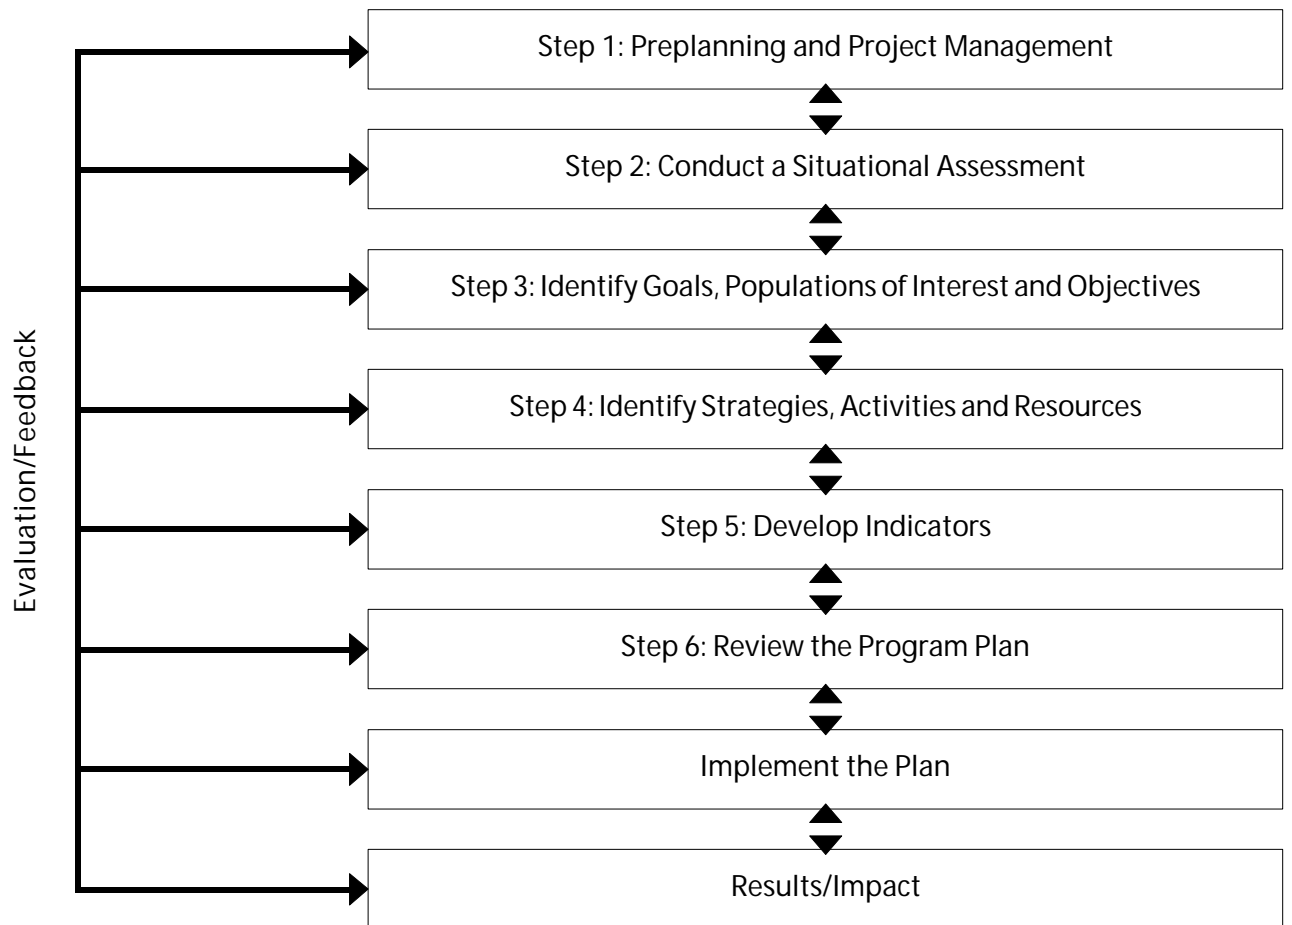 Step 1: Preplanning and Project Management
Step 2: Conduct a Situational Assessment
Step 3: Identify Goals, Populations of Interest and Objectives
Step 4: Identify Strategies, Activities and Resources
Step 5: Develop Indicators
Step 6: Review the Program Plan
Implement the Plan
Results/Impact
Evaluation/Feedback